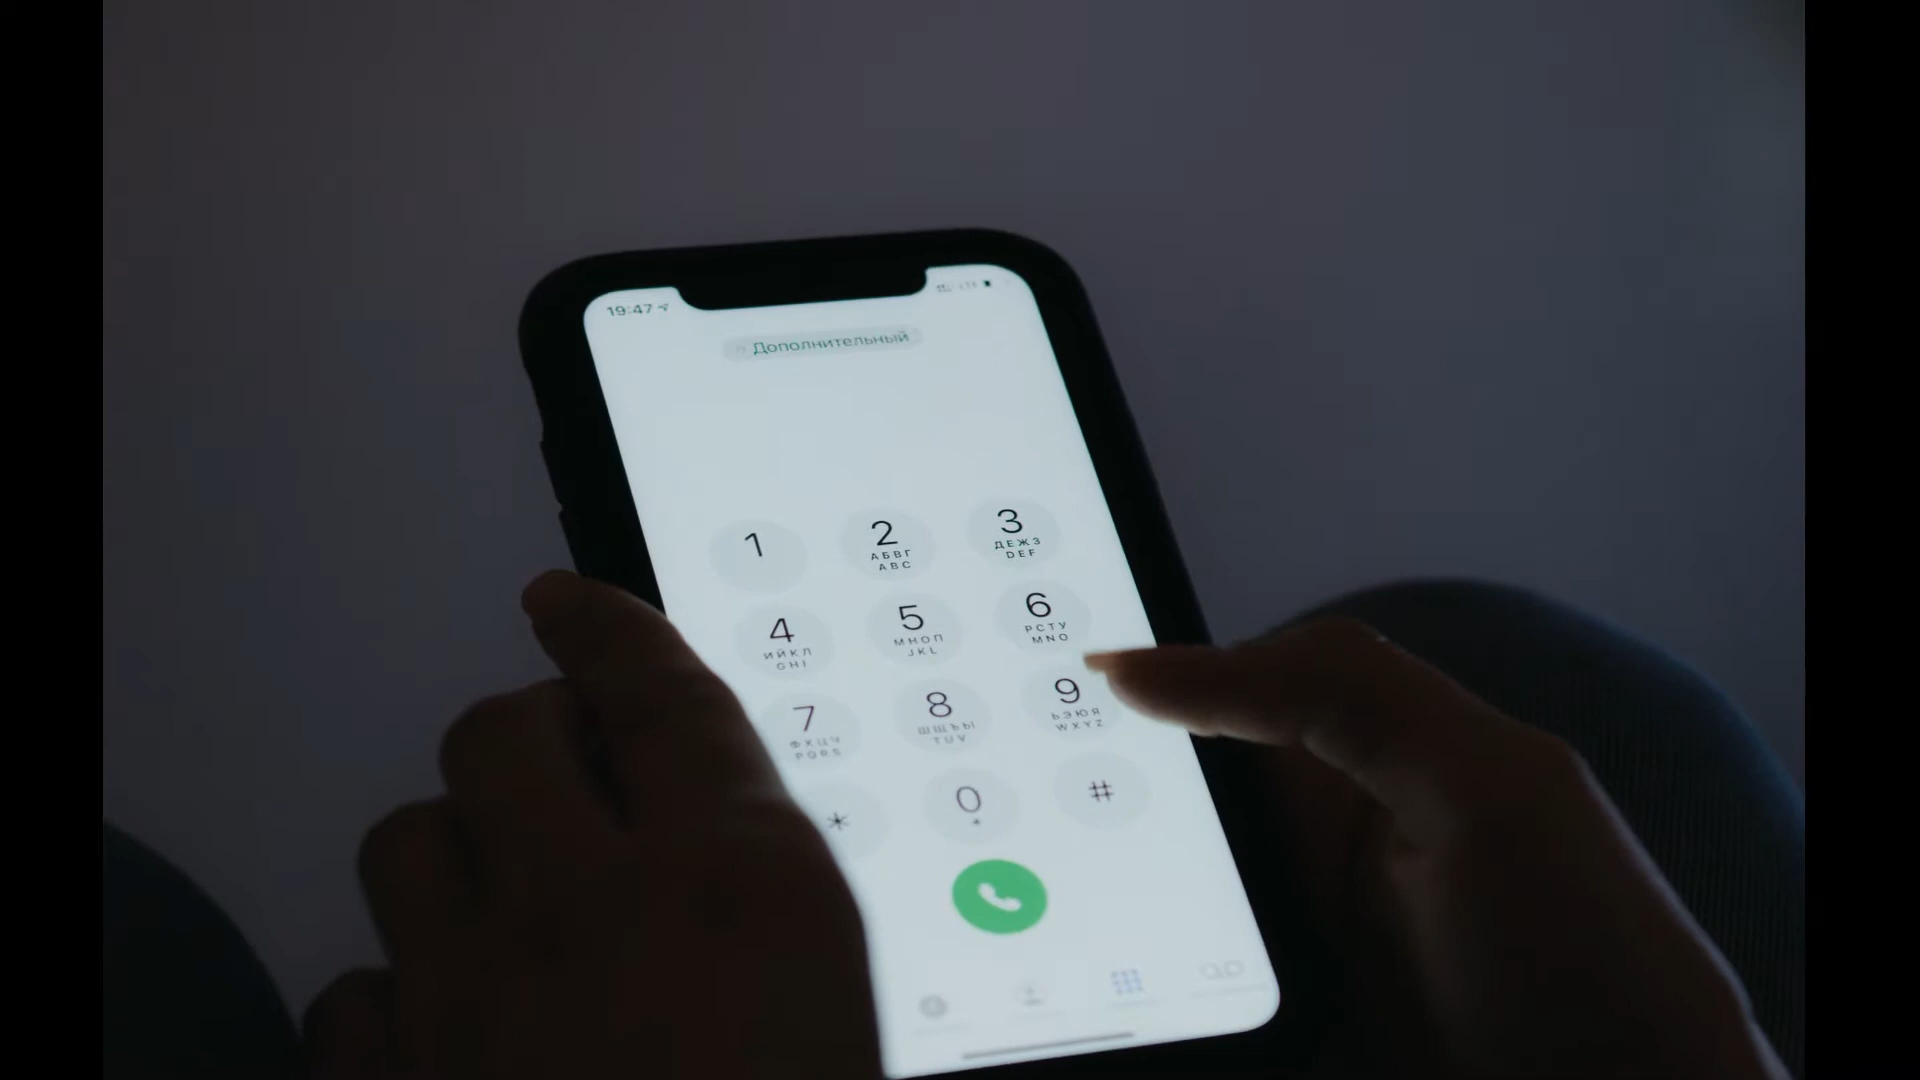 19:47
Дополнительный
1
2
АБВГ
ABC
3
ДЕЖЗ
DEF
4
ИЙКЛ
GHI
5
МНОП
JKL
6
РСТУ
MNO
7
ФХЦЧ
PQRS
8
ШЩЪЫ
TUV
9
ЬЭЮЯ
WXYZ
*
0
+
#